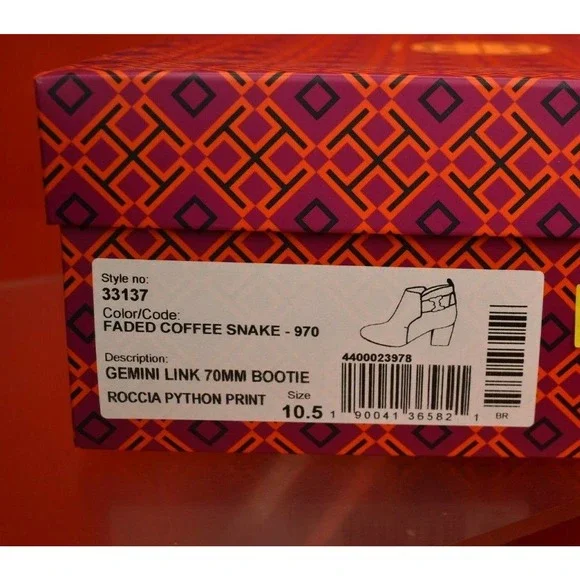 Style no:
33137
Color/Code:
FADED COFFEE SNAKE - 970
Description:
GEMINI LINK 70MM BOOTIE
ROCCIA PYTHON PRINT
Size
10.5
4400023978
1 90041 36582 1
BR